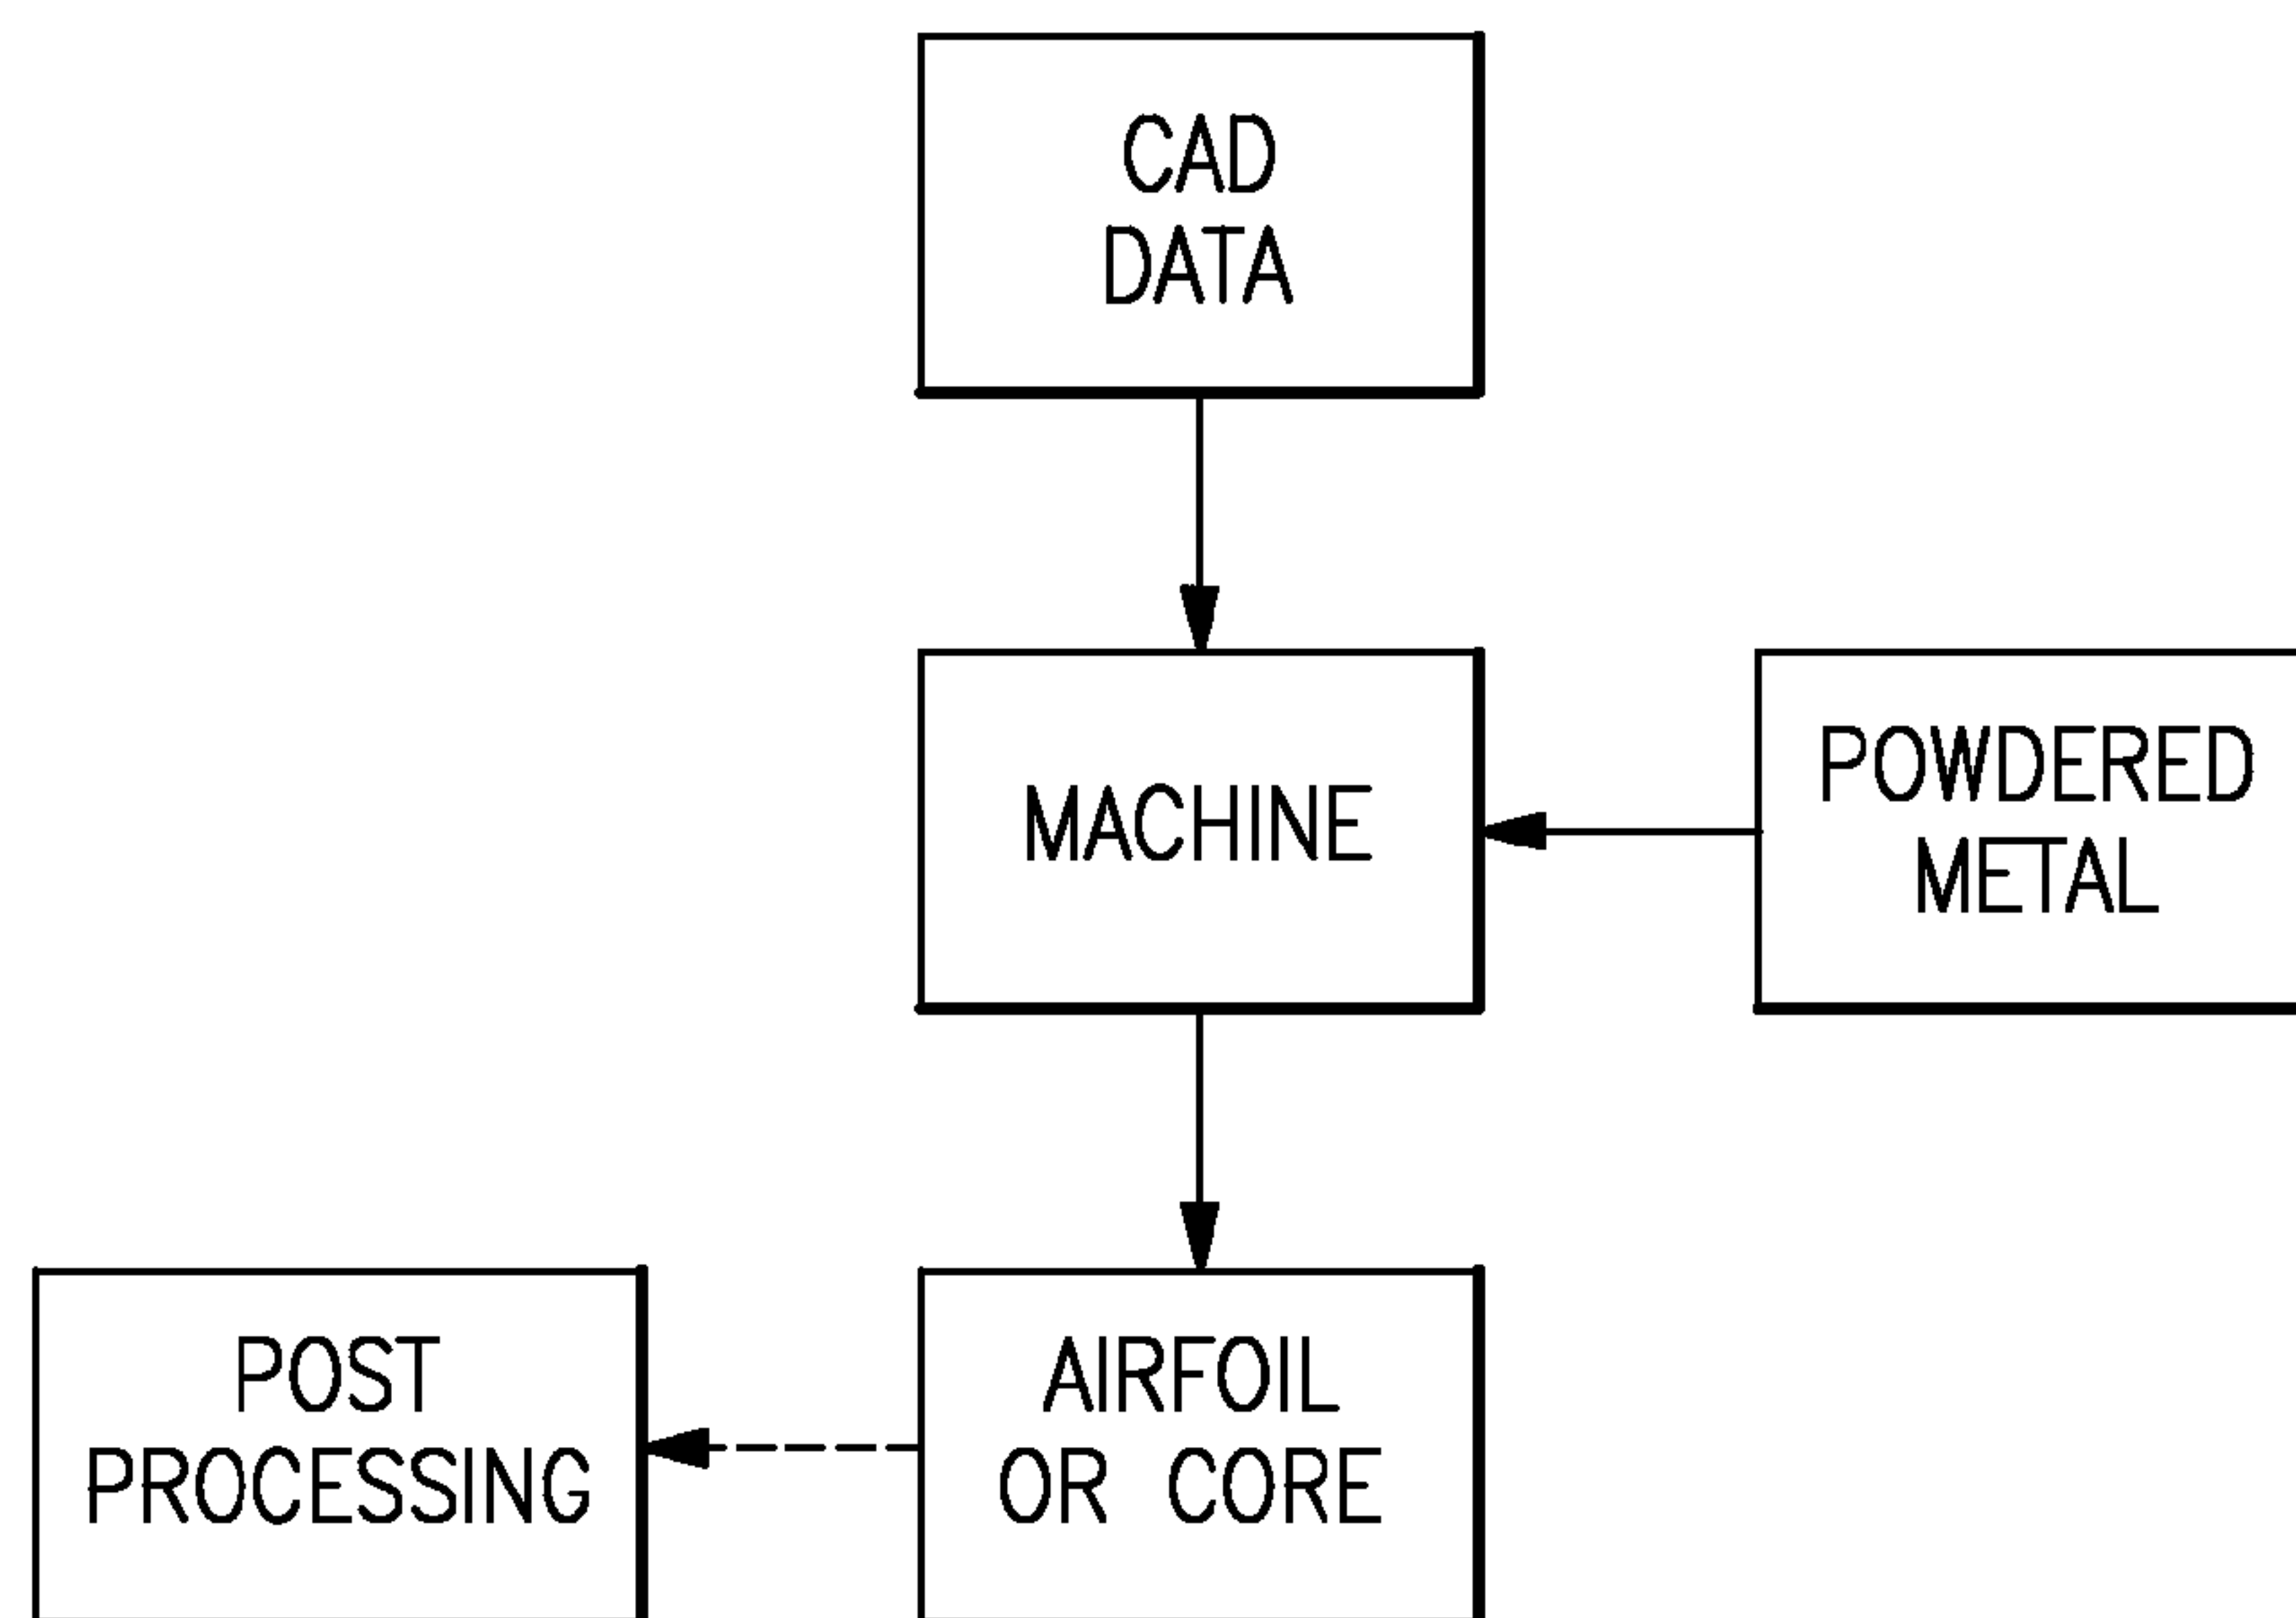 CAD
DATA
MACHINE
POWDERED
METAL
POST
PROCESSING
AIRFOIL
OR CORE